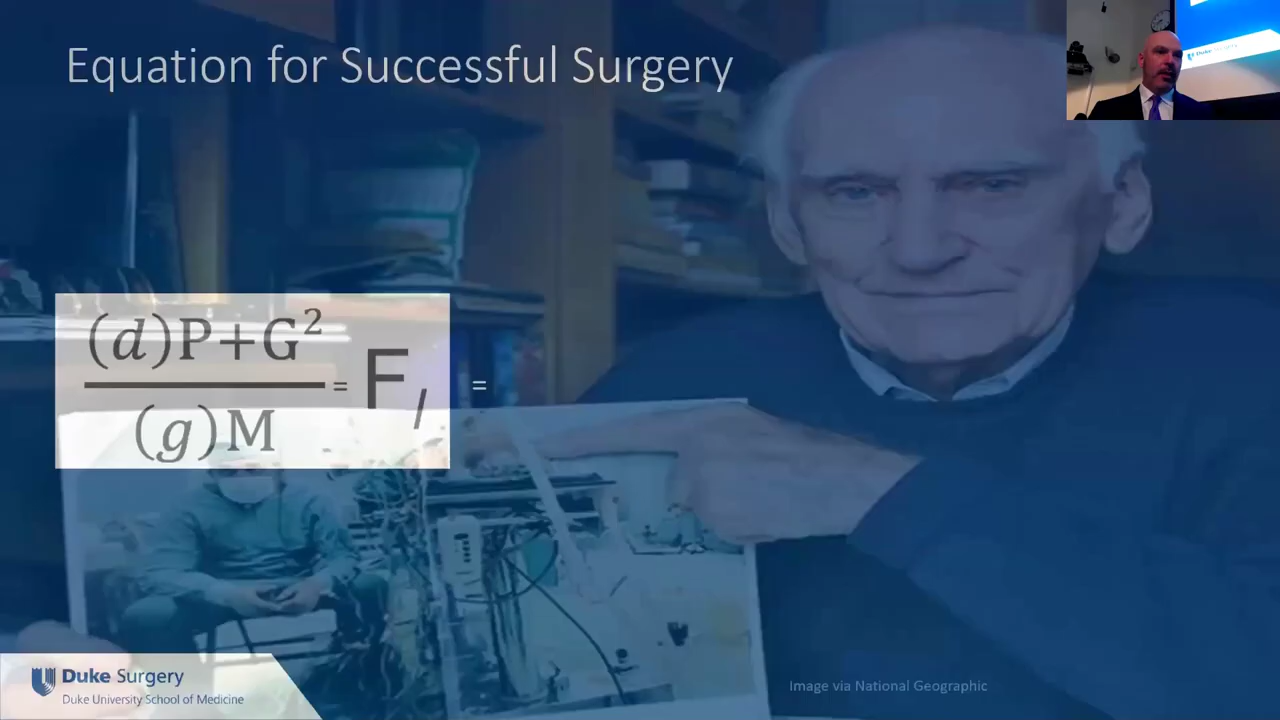 Equation for Successful Surgery
(d)P+G²
(g)M
= F/ =
Duke Surgery
Duke University School of Medicine
Image via National Geographic